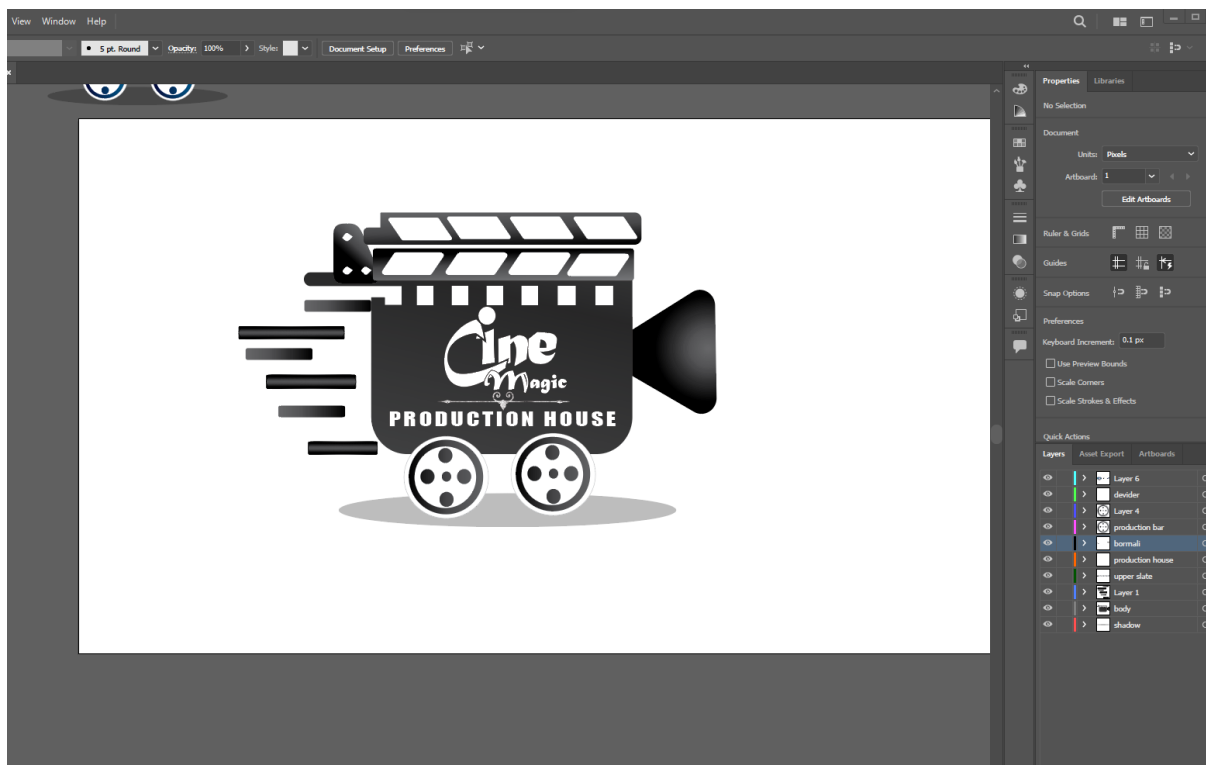 View Window Help
5 pt. Round Opacity: 100% Style: Document Setup Preferences
×
Properties Libraries
No Selection
Document
Units: Pixels
Artboard: 1
Edit Artboards
Ruler & Grids
Guides
Snap Options
Preferences
Keyboard Increment: 0.1 px
Use Preview Bounds
Scale Corners
Scale Strokes & Effects
Quick Actions
Layers Asset Export Artboards
Layer 6
devider
Layer 4
production bar
bormali
production house
upper slate
Layer 1
body
shadow
Cine
Magic
PRODUCTION HOUSE